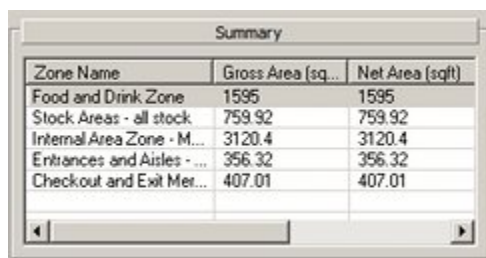 Summary
Zone Name Gross Area (sq... Net Area (sqft)
Food and Drink Zone 1595 1595
Stock Areas - all stock 759.92 759.92
Internal Area Zone - M... 3120.4 3120.4
Entrances and Aisles - ... 356.32 356.32
Checkout and Exit Mer... 407.01 407.01